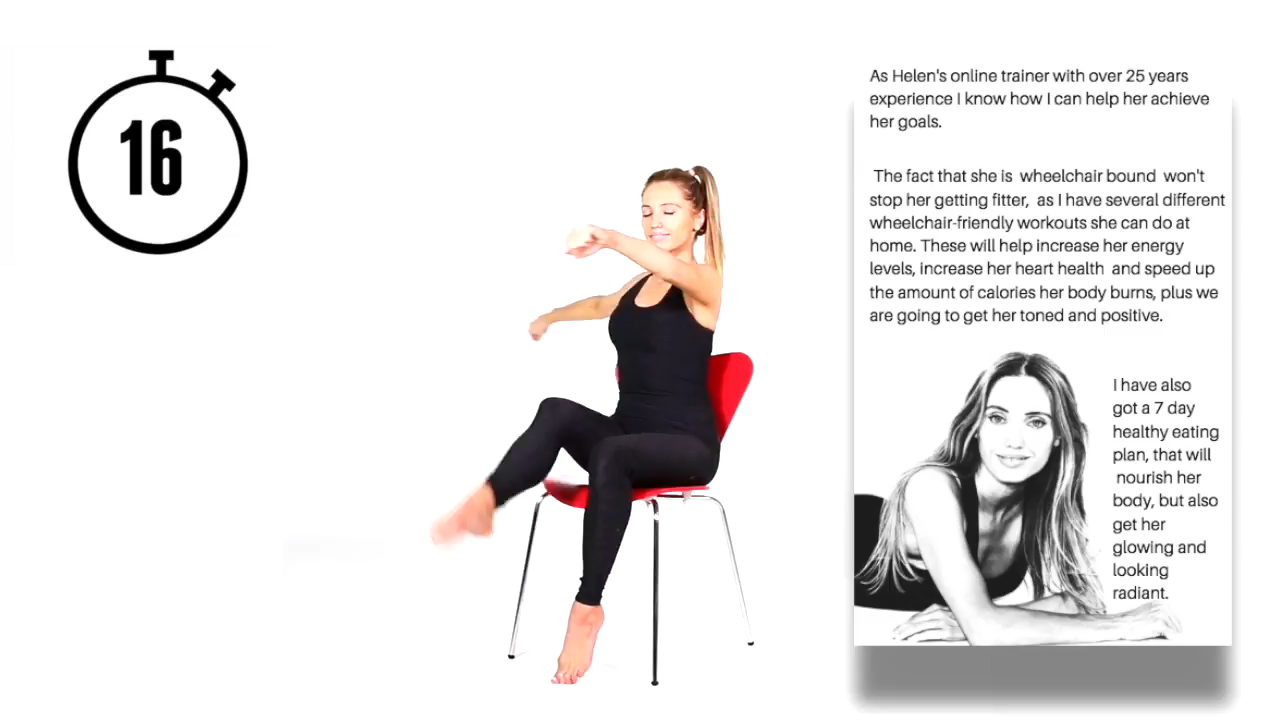 16
As Helen's online trainer with over 25 years
experience I know how I can help her achieve
her goals.
The fact that she is wheelchair bound won't
stop her getting fitter, as I have several different
wheelchair-friendly workouts she can do at
home. These will help increase her energy
levels, increase her heart health and speed up
the amount of calories her body burns, plus we
are going to get her toned and positive.
I have also
got a 7 day
healthy eating
plan, that will
nourish her
body, but also
get her
glowing and
looking
radiant.